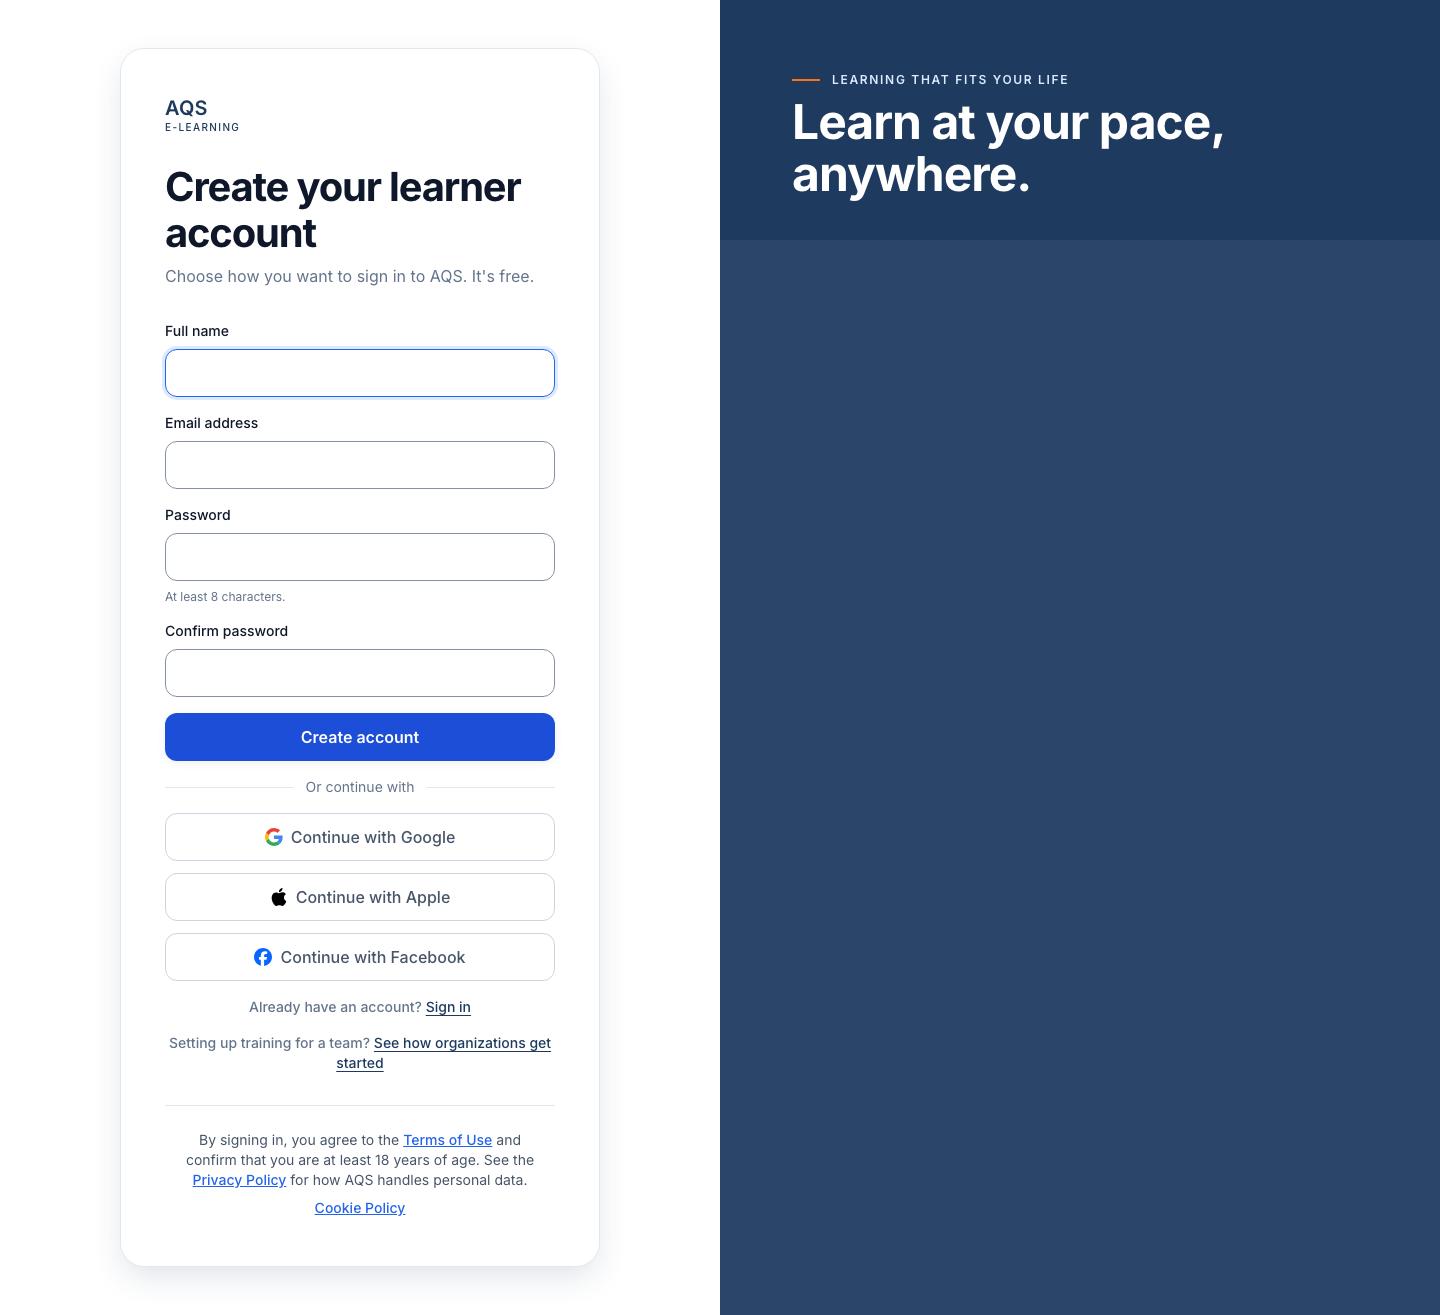 AQS
E-LEARNING
Create your learner
account
Choose how you want to sign in to AQS. It's free.
Full name
Email address
Password
At least 8 characters.
Confirm password
Create account
Or continue with
Continue with Google
Continue with Apple
Continue with Facebook
Already have an account? Sign in
Setting up training for a team? See how organizations get
started
By signing in, you agree to the Terms of Use and
confirm that you are at least 18 years of age. See the
Privacy Policy for how AQS handles personal data.
Cookie Policy
LEARNING THAT FITS YOUR LIFE
Learn at your pace,
anywhere.